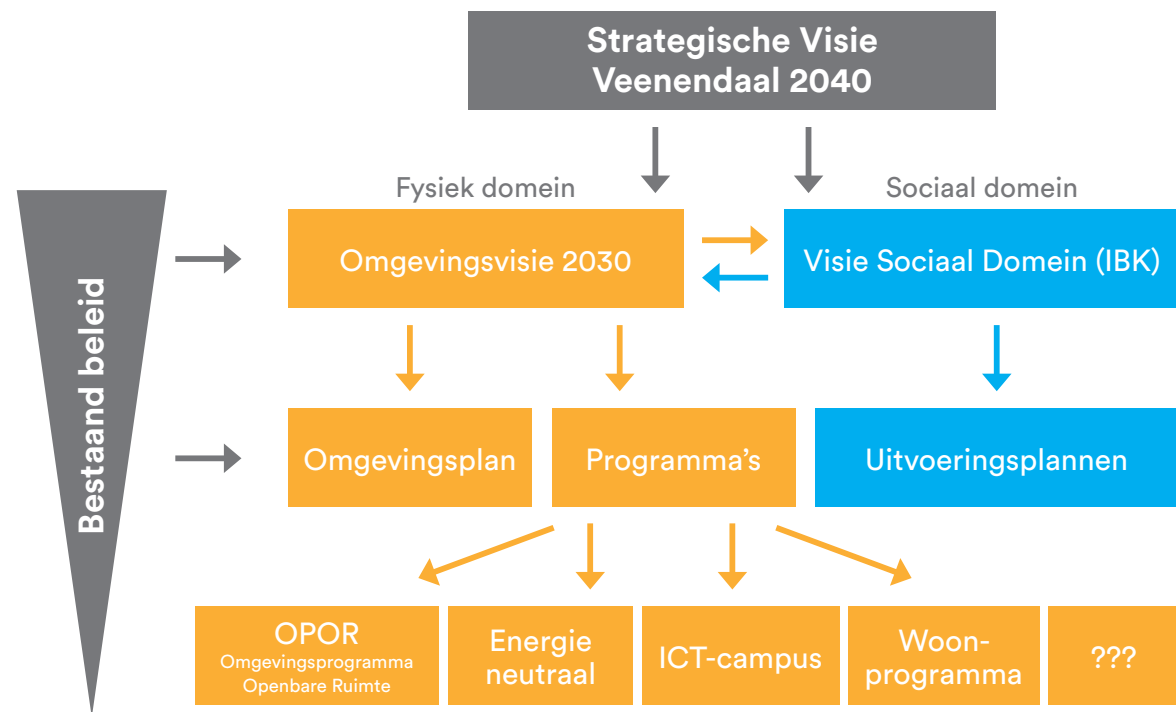 Strategische Visie
Veenendaal 2040
Fysiek domein
Sociaal domein
Omgevingsvisie 2030
Visie Sociaal Domein (IBK)
Bestaand beleid
Omgevingsplan
Programma’s
Uitvoeringsplannen
OPOR
Omgevingsprogramma
Openbare Ruimte
Energie
neutraal
ICT-campus
Woon-
programma
???